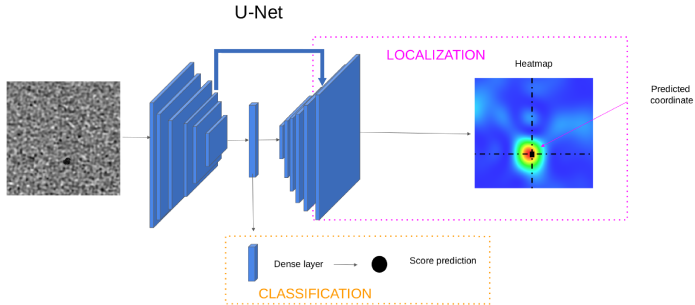 U-Net
LOCALIZATION
Heatmap
Predicted
coordinate
Dense layer
Score prediction
CLASSIFICATION